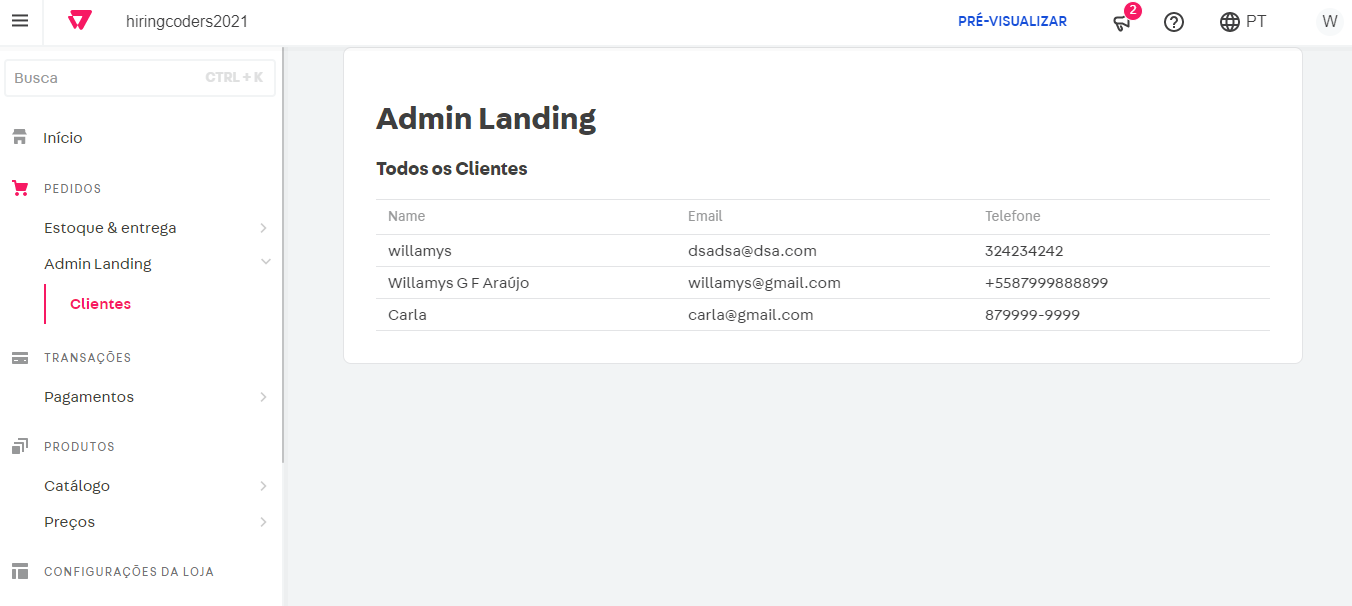 hiringcoders2021
PRÉ-VISUALIZAR
2
PT
W
Busca CTRL + K
Início
PEDIDOS
Estoque & entrega
Admin Landing
Clientes
TRANSAÇÕES
Pagamentos
PRODUTOS
Catálogo
Preços
CONFIGURAÇÕES DA LOJA
Admin Landing
Todos os Clientes
Name Email Telefone
willamys dsadsa@dsa.com 324234242
Willamys G F Araújo willamys@gmail.com +5587999888899
Carla carla@gmail.com 879999-9999